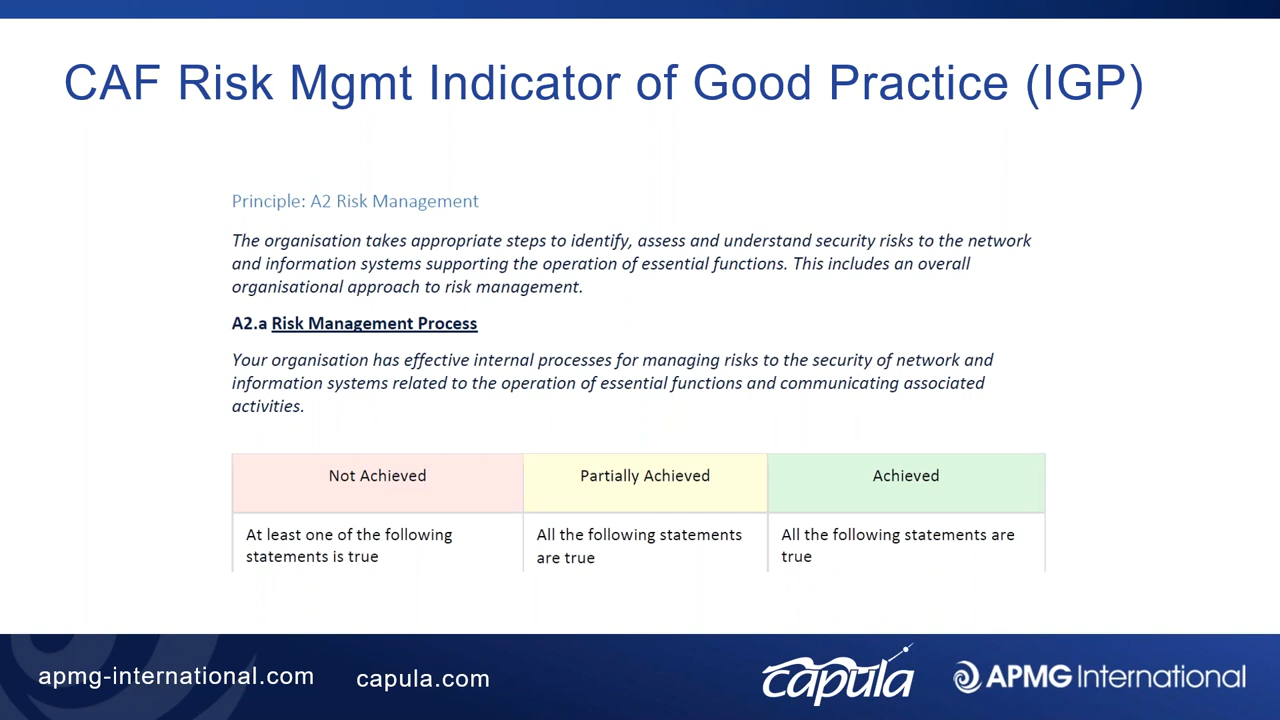 CAF Risk Mgmt Indicator of Good Practice (IGP)
Principle: A2 Risk Management
The organisation takes appropriate steps to identify, assess and understand security risks to the network
and information systems supporting the operation of essential functions. This includes an overall
organisational approach to risk management.
A2.a Risk Management Process
Your organisation has effective internal processes for managing risks to the security of network and
information systems related to the operation of essential functions and communicating associated
activities.
Not Achieved
Partially Achieved
Achieved
At least one of the following
statements is true
All the following statements
are true
All the following statements are
true
apmg-international.com
capula.com
capula
APMG International